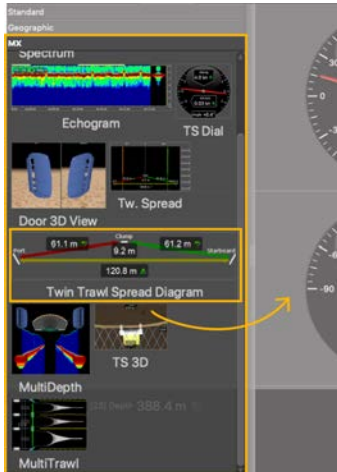 Standard
Geographic
MX
Spectrum
Echogram
TS Dial
Door 3D View
Tw. Spread
Port
Clump
Starboard
61.1 m
9.2 m
61.2 m
120.8 m
Twin Trawl Spread Diagram
TS 3D
MultiDepth
Depth 388.4 m
MultiTrawl
30
0
-90